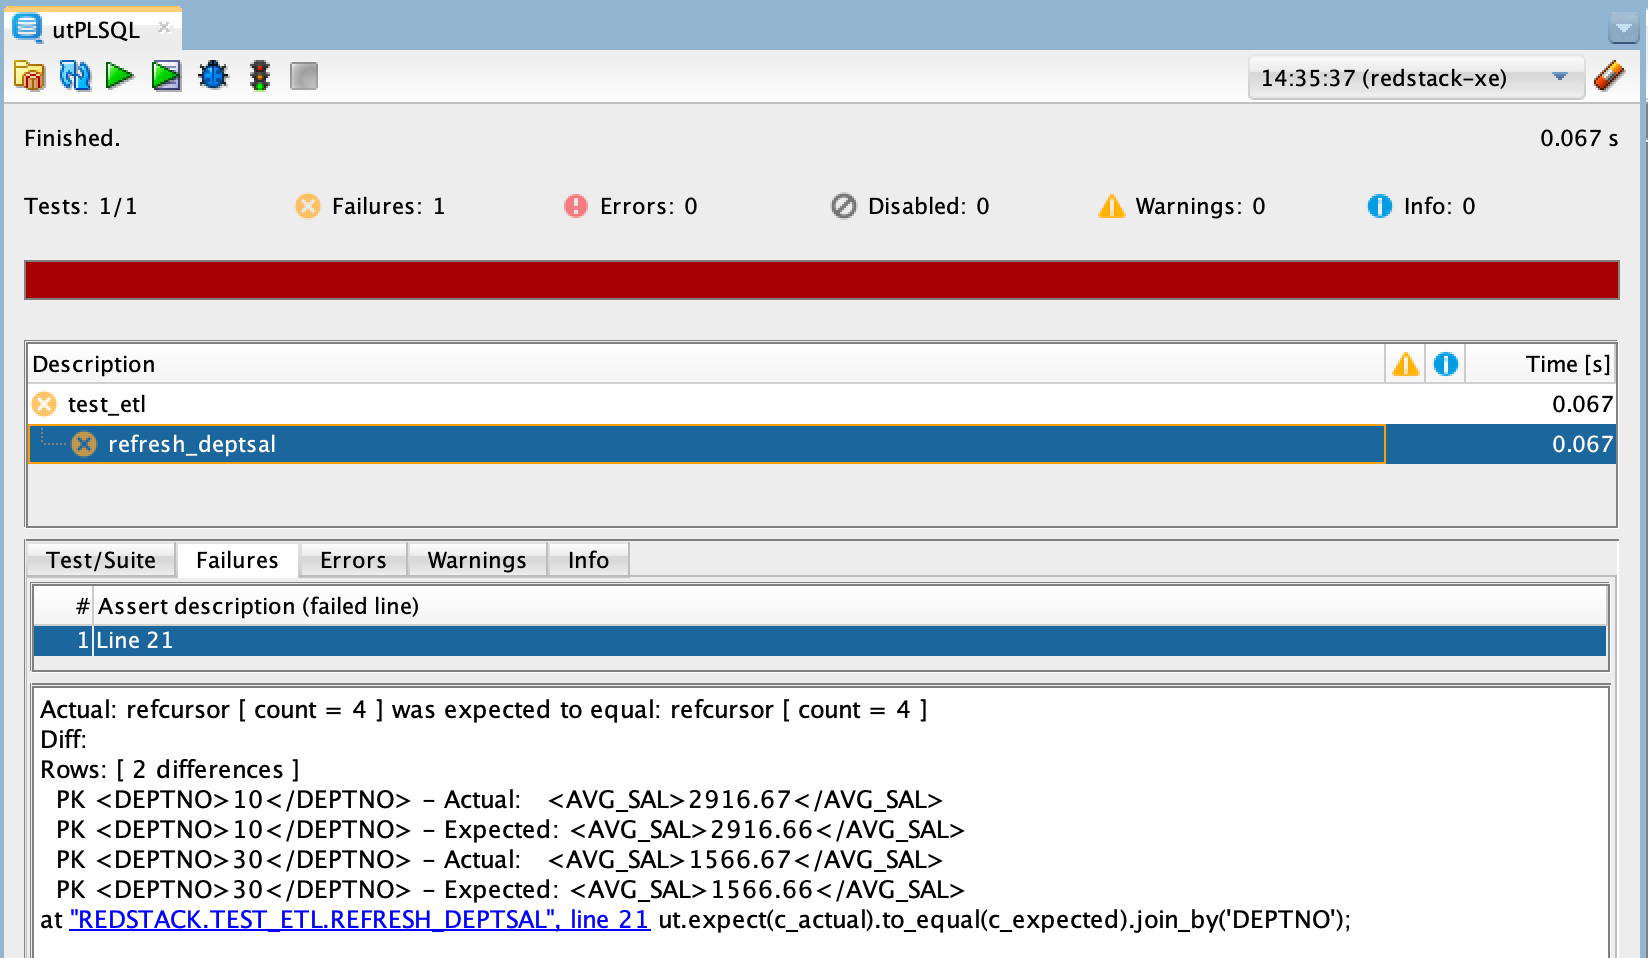 utPLSQL
14:35:37 (redstack-xe)
Finished. 0.067 s
Tests: 1/1 Failures: 1 Errors: 0 Disabled: 0 Warnings: 0 Info: 0
Description Time [s]
test_etl 0.067
refresh_deptsal 0.067
Test/Suite Failures Errors Warnings Info
# Assert description (failed line)
1 Line 21
Actual: refcursor [ count = 4 ] was expected to equal: refcursor [ count = 4 ]
Diff:
Rows: [ 2 differences ]
PK <DEPTNO>10</DEPTNO> - Actual: <AVG_SAL>2916.67</AVG_SAL>
PK <DEPTNO>10</DEPTNO> - Expected: <AVG_SAL>2916.66</AVG_SAL>
PK <DEPTNO>30</DEPTNO> - Actual: <AVG_SAL>1566.67</AVG_SAL>
PK <DEPTNO>30</DEPTNO> - Expected: <AVG_SAL>1566.66</AVG_SAL>
at "REDSTACK.TEST_ETL.REFRESH_DEPTSAL", line 21 ut.expect(c_actual).to_equal(c_expected).join_by('DEPTNO');